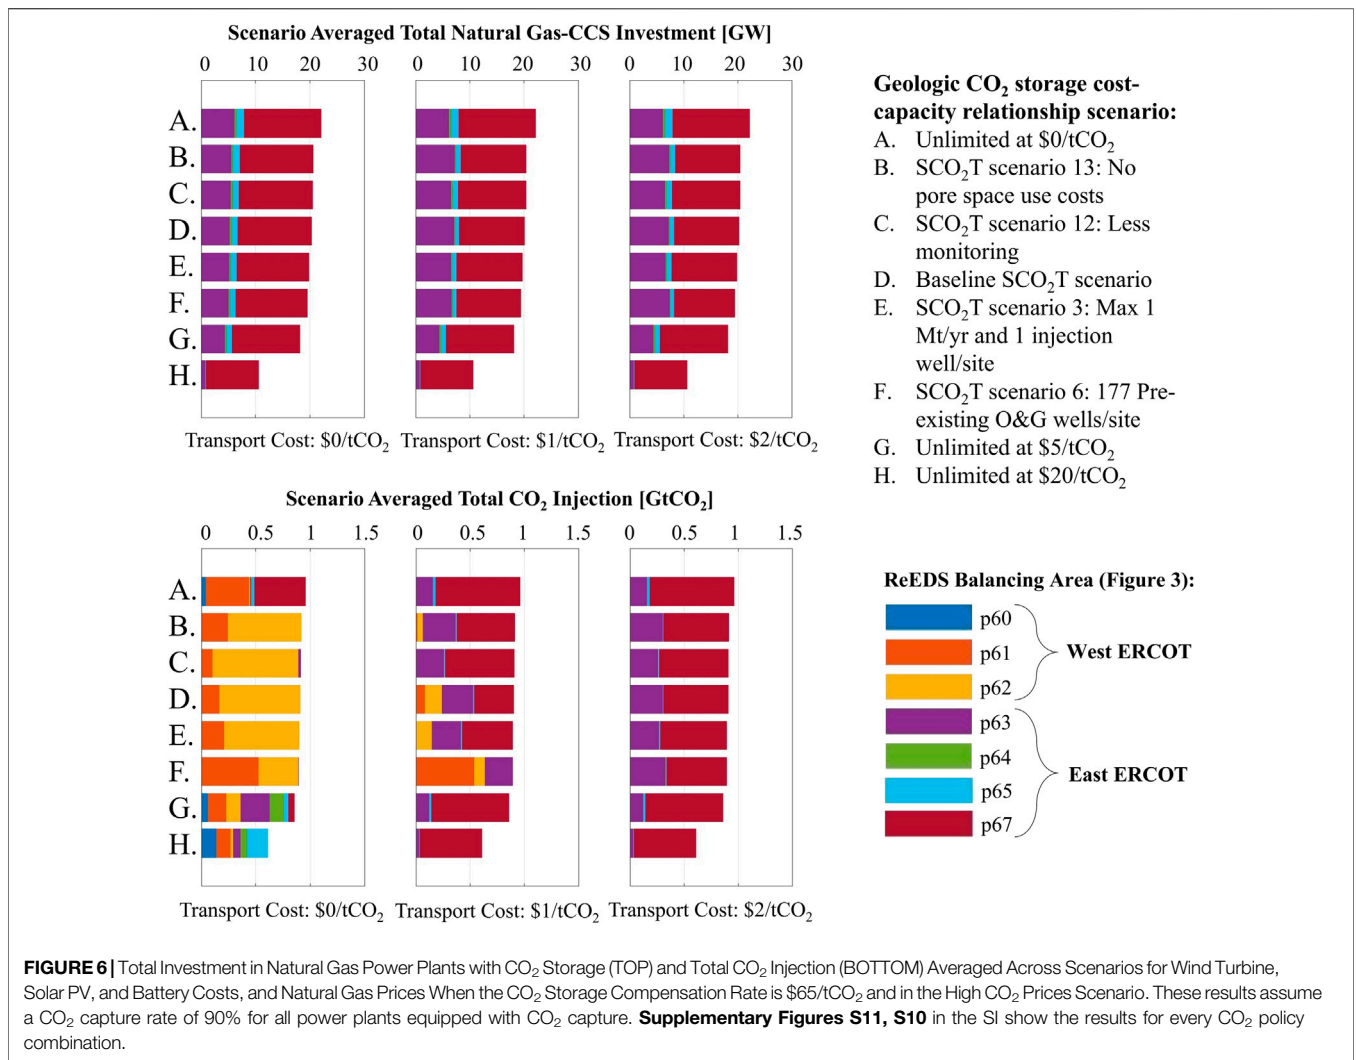 Scenario Averaged Total Natural Gas-CCS Investment [GW]
0 10 20 30 0 10 20 30 0 10 20 30
A.
B.
C.
D.
E.
F.
G.
H.
Transport Cost: $0/tCO₂ Transport Cost: $1/tCO₂ Transport Cost: $2/tCO₂
Scenario Averaged Total CO₂ Injection [GtCO₂]
0 0.5 1 1.5 0 0.5 1 1.5 0 0.5 1 1.5
A.
B.
C.
D.
E.
F.
G.
H.
Transport Cost: $0/tCO₂ Transport Cost: $1/tCO₂ Transport Cost: $2/tCO₂
Geologic CO₂ storage cost-
capacity relationship scenario:
A. Unlimited at $0/tCO₂
B. SCO₂T scenario 13: No
pore space use costs
C. SCO₂T scenario 12: Less
monitoring
D. Baseline SCO₂T scenario
E. SCO₂T scenario 3: Max 1
Mt/yr and 1 injection
well/site
F. SCO₂T scenario 6: 177 Pre-
existing O&G wells/site
G. Unlimited at $5/tCO₂
H. Unlimited at $20/tCO₂
ReEDS Balancing Area (Figure 3):
p60
p61
p62
West ERCOT
p63
p64
p65
p67
East ERCOT
FIGURE 6 | Total Investment in Natural Gas Power Plants with CO₂ Storage (TOP) and Total CO₂ Injection (BOTTOM) Averaged Across Scenarios for Wind Turbine,
Solar PV, and Battery Costs, and Natural Gas Prices When the CO₂ Storage Compensation Rate is $65/tCO₂ and in the High CO₂ Prices Scenario. These results assume
a CO₂ capture rate of 90% for all power plants equipped with CO₂ capture. Supplementary Figures S11, S10 in the SI show the results for every CO₂ policy
combination.